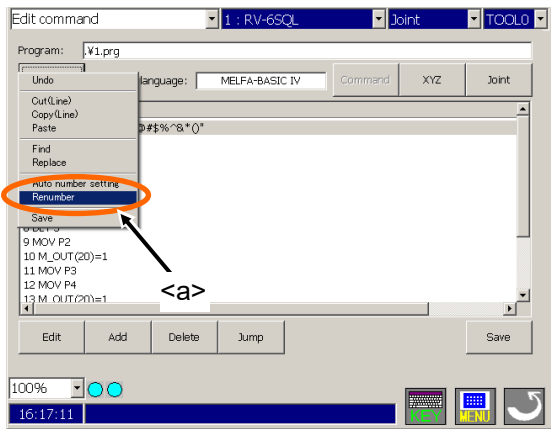 Edit command 1 : RV-6SQL Joint TOOL0
Program: .¥1.prg
language: MELFA-BASIC IV Command XYZ Joint
Undo
Cut(Line)
Copy(Line)
Paste
@#$%^&*()"
Find
Replace
Auto number setting
Renumber
Save
9 MOV P2
10 M_OUT(20)=1
11 MOV P3
12 MOV P4
13 M_OUT(20)=1
<a>
Edit Add Delete Jump Save
100%
16:17:11
KEY MENU